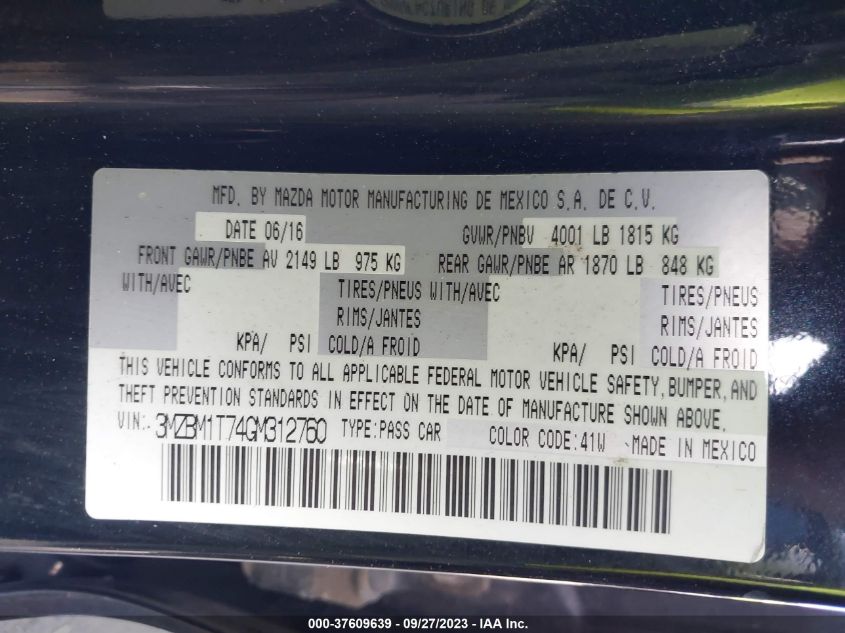 MFD. BY MAZDA MOTOR MANUFACTURING DE MEXICO S.A. DE C.V.
DATE 06/16 GVWR/PNBV 4001 LB 1815 KG
FRONT GAWR/PNBE AV 2149 LB 975 KG REAR GAWR/PNBE AR 1870 LB 848 KG
WITH/AVEC TIRES/PNEUS WITH/AVEC TIRES/PNEUS
RIMS/JANTES RIMS/JANTES
KPA/ PSI COLD/A FROID KPA/ PSI COLD/A FROID
THIS VEHICLE CONFORMS TO ALL APPLICABLE FEDERAL MOTOR VEHICLE SAFETY, BUMPER, AND
THEFT PREVENTION STANDARDS IN EFFECT ON THE DATE OF MANUFACTURE SHOWN ABOVE.
VIN: 3MZBM1T74GM312760 TYPE:PASS CAR COLOR CODE:41W MADE IN MEXICO
000-37609639 - 09/27/2023 - IAA Inc.